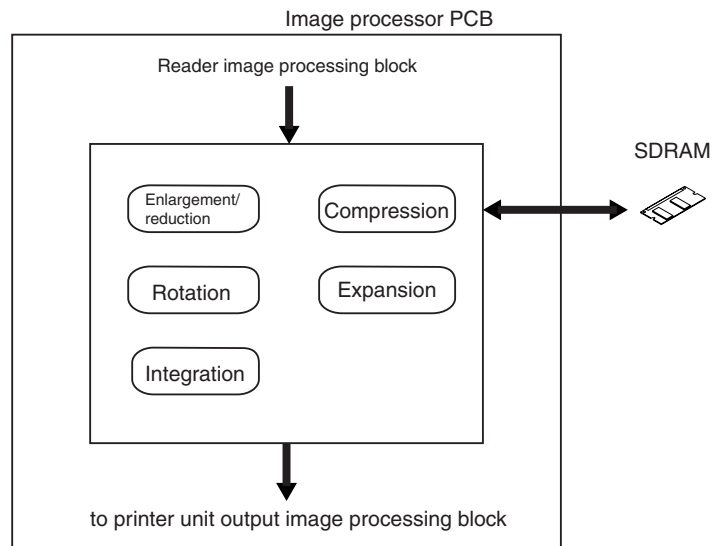 Image processor PCB
Reader image processing block
SDRAM
Enlargement/
reduction
Compression
Rotation
Expansion
Integration
to printer unit output image processing block